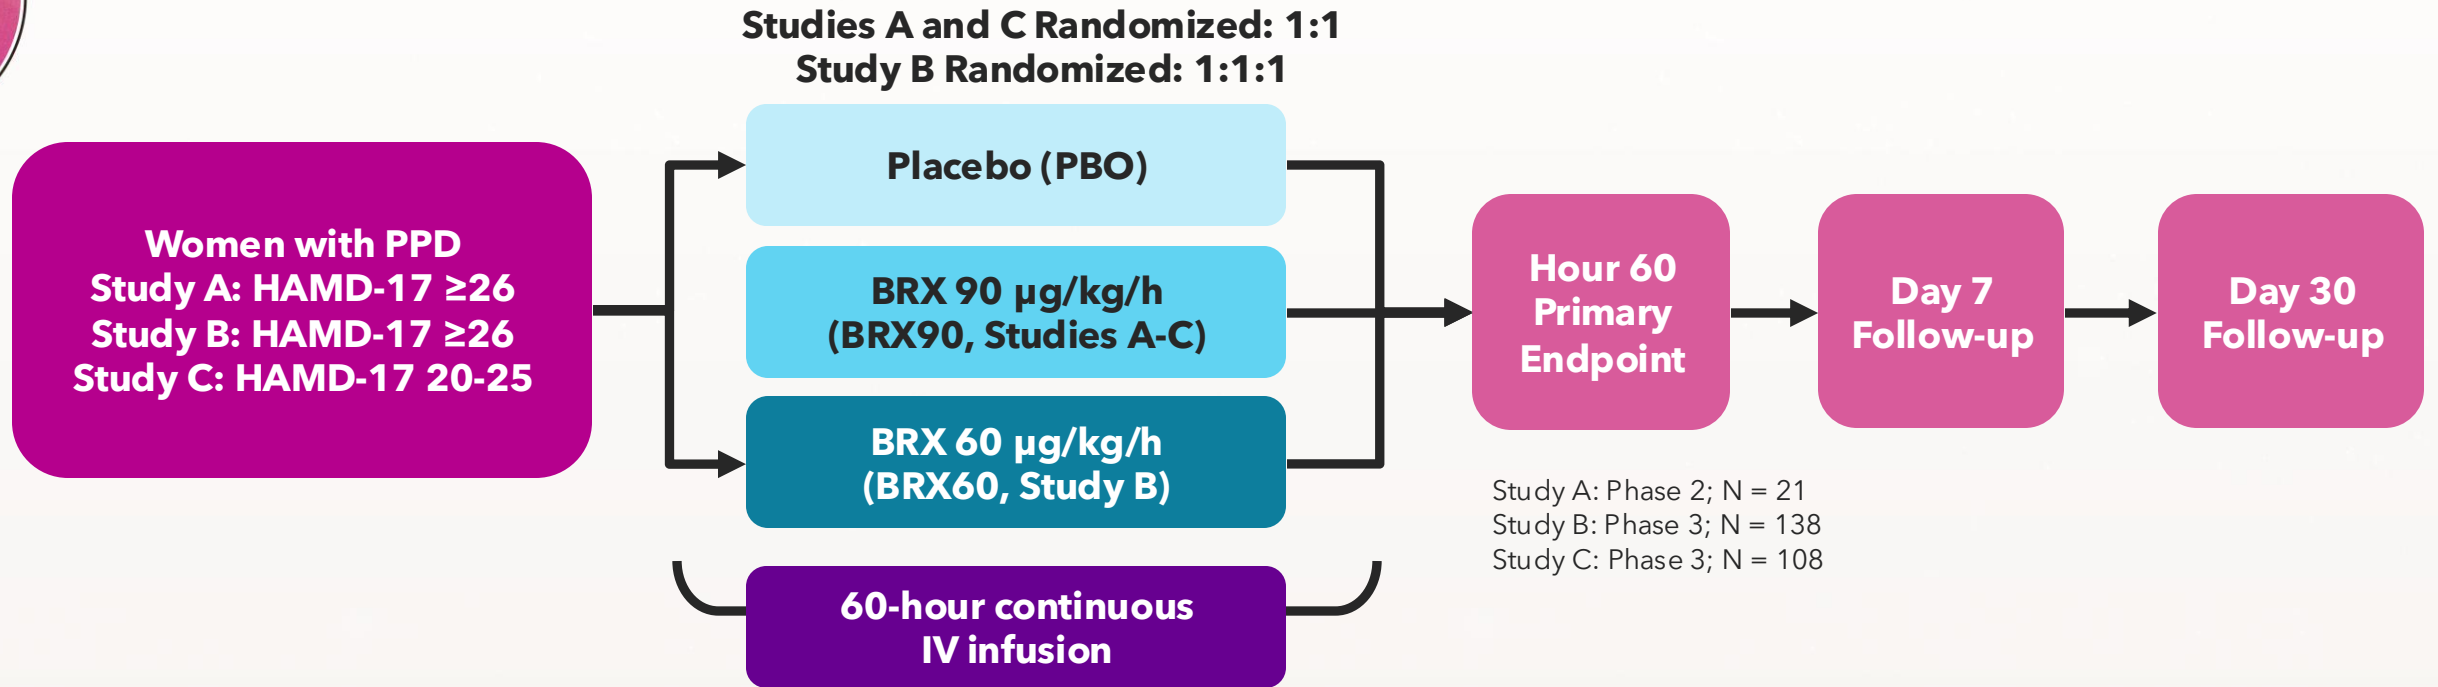 Studies A and C Randomized: 1:1
Study B Randomized: 1:1:1
Women with PPD
Study A: HAMD-17 ≥26
Study B: HAMD-17 ≥26
Study C: HAMD-17 20-25
Placebo (PBO)
BRX 90 µg/kg/h
(BRX90, Studies A-C)
BRX 60 µg/kg/h
(BRX60, Study B)
60-hour continuous
IV infusion
Hour 60
Primary
Endpoint
Day 7
Follow-up
Day 30
Follow-up
Study A: Phase 2; N = 21
Study B: Phase 3; N = 138
Study C: Phase 3; N = 108